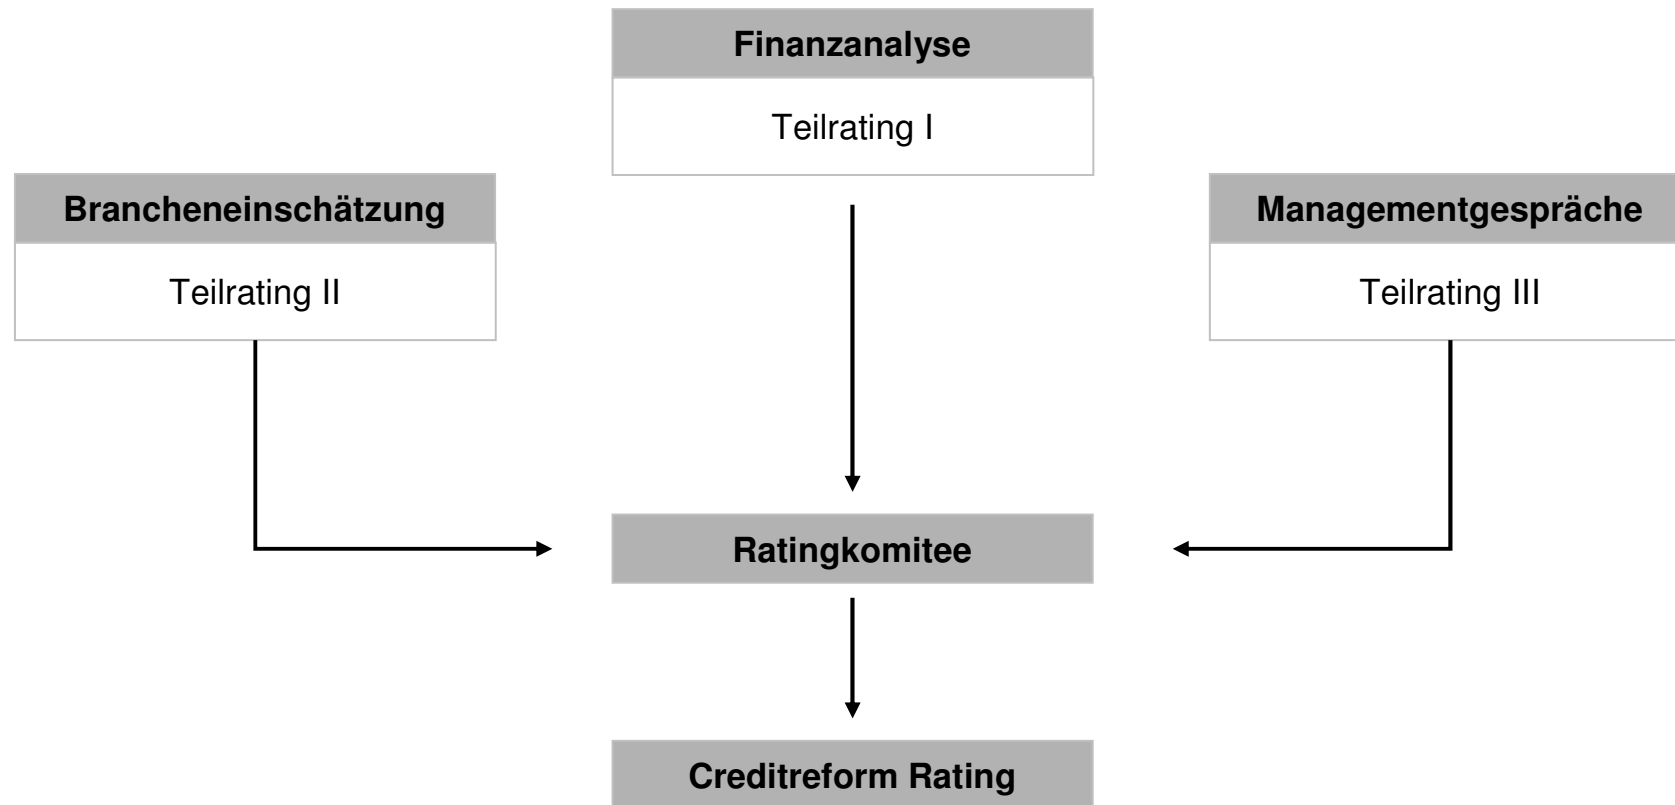 Finanzanalyse
Teilrating I
Brancheneinschätzung
Teilrating II
Managementgespräche
Teilrating III
Ratingkomitee
Creditreform Rating